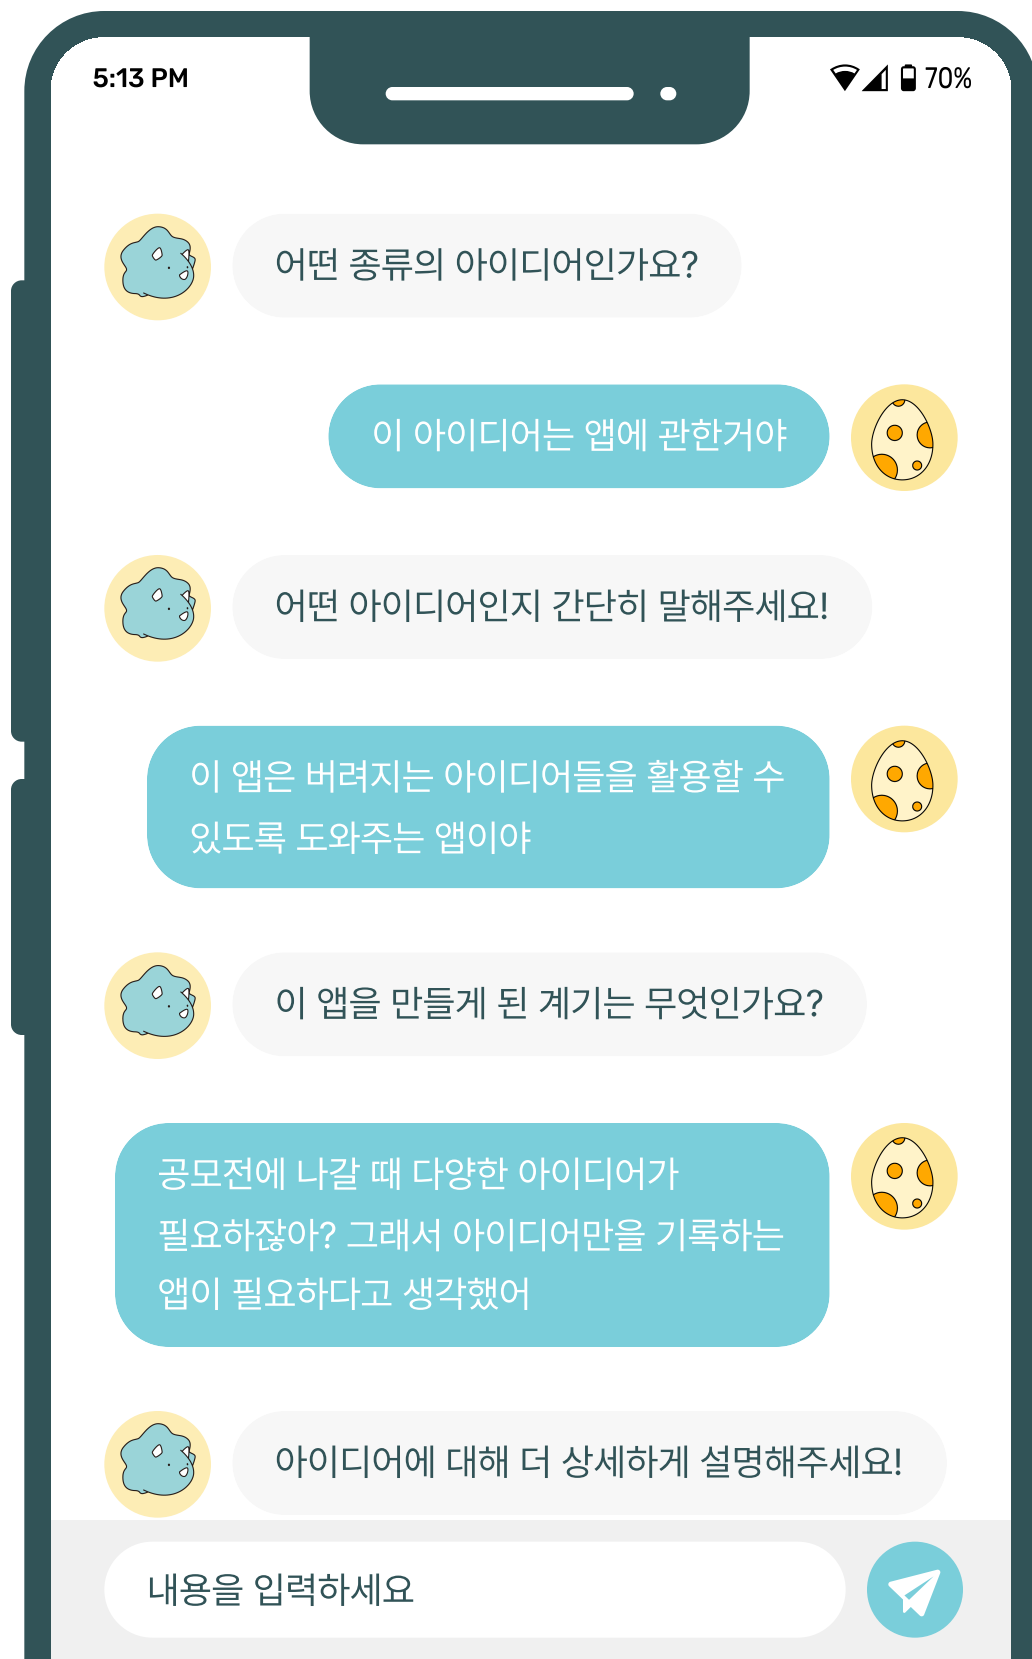 5:13 PM
70%
어떤 종류의 아이디어인가요?
이 아이디어는 앱에 관한거야
어떤 아이디어인지 간단히 말해주세요!
이 앱은 버려지는 아이디어들을 활용할 수
있도록 도와주는 앱이야
이 앱을 만들게 된 계기는 무엇인가요?
공모전에 나갈 때 다양한 아이디어가
필요하잖아? 그래서 아이디어만을 기록하는
앱이 필요하다고 생각했어
아이디어에 대해 더 상세하게 설명해주세요!
내용을 입력하세요